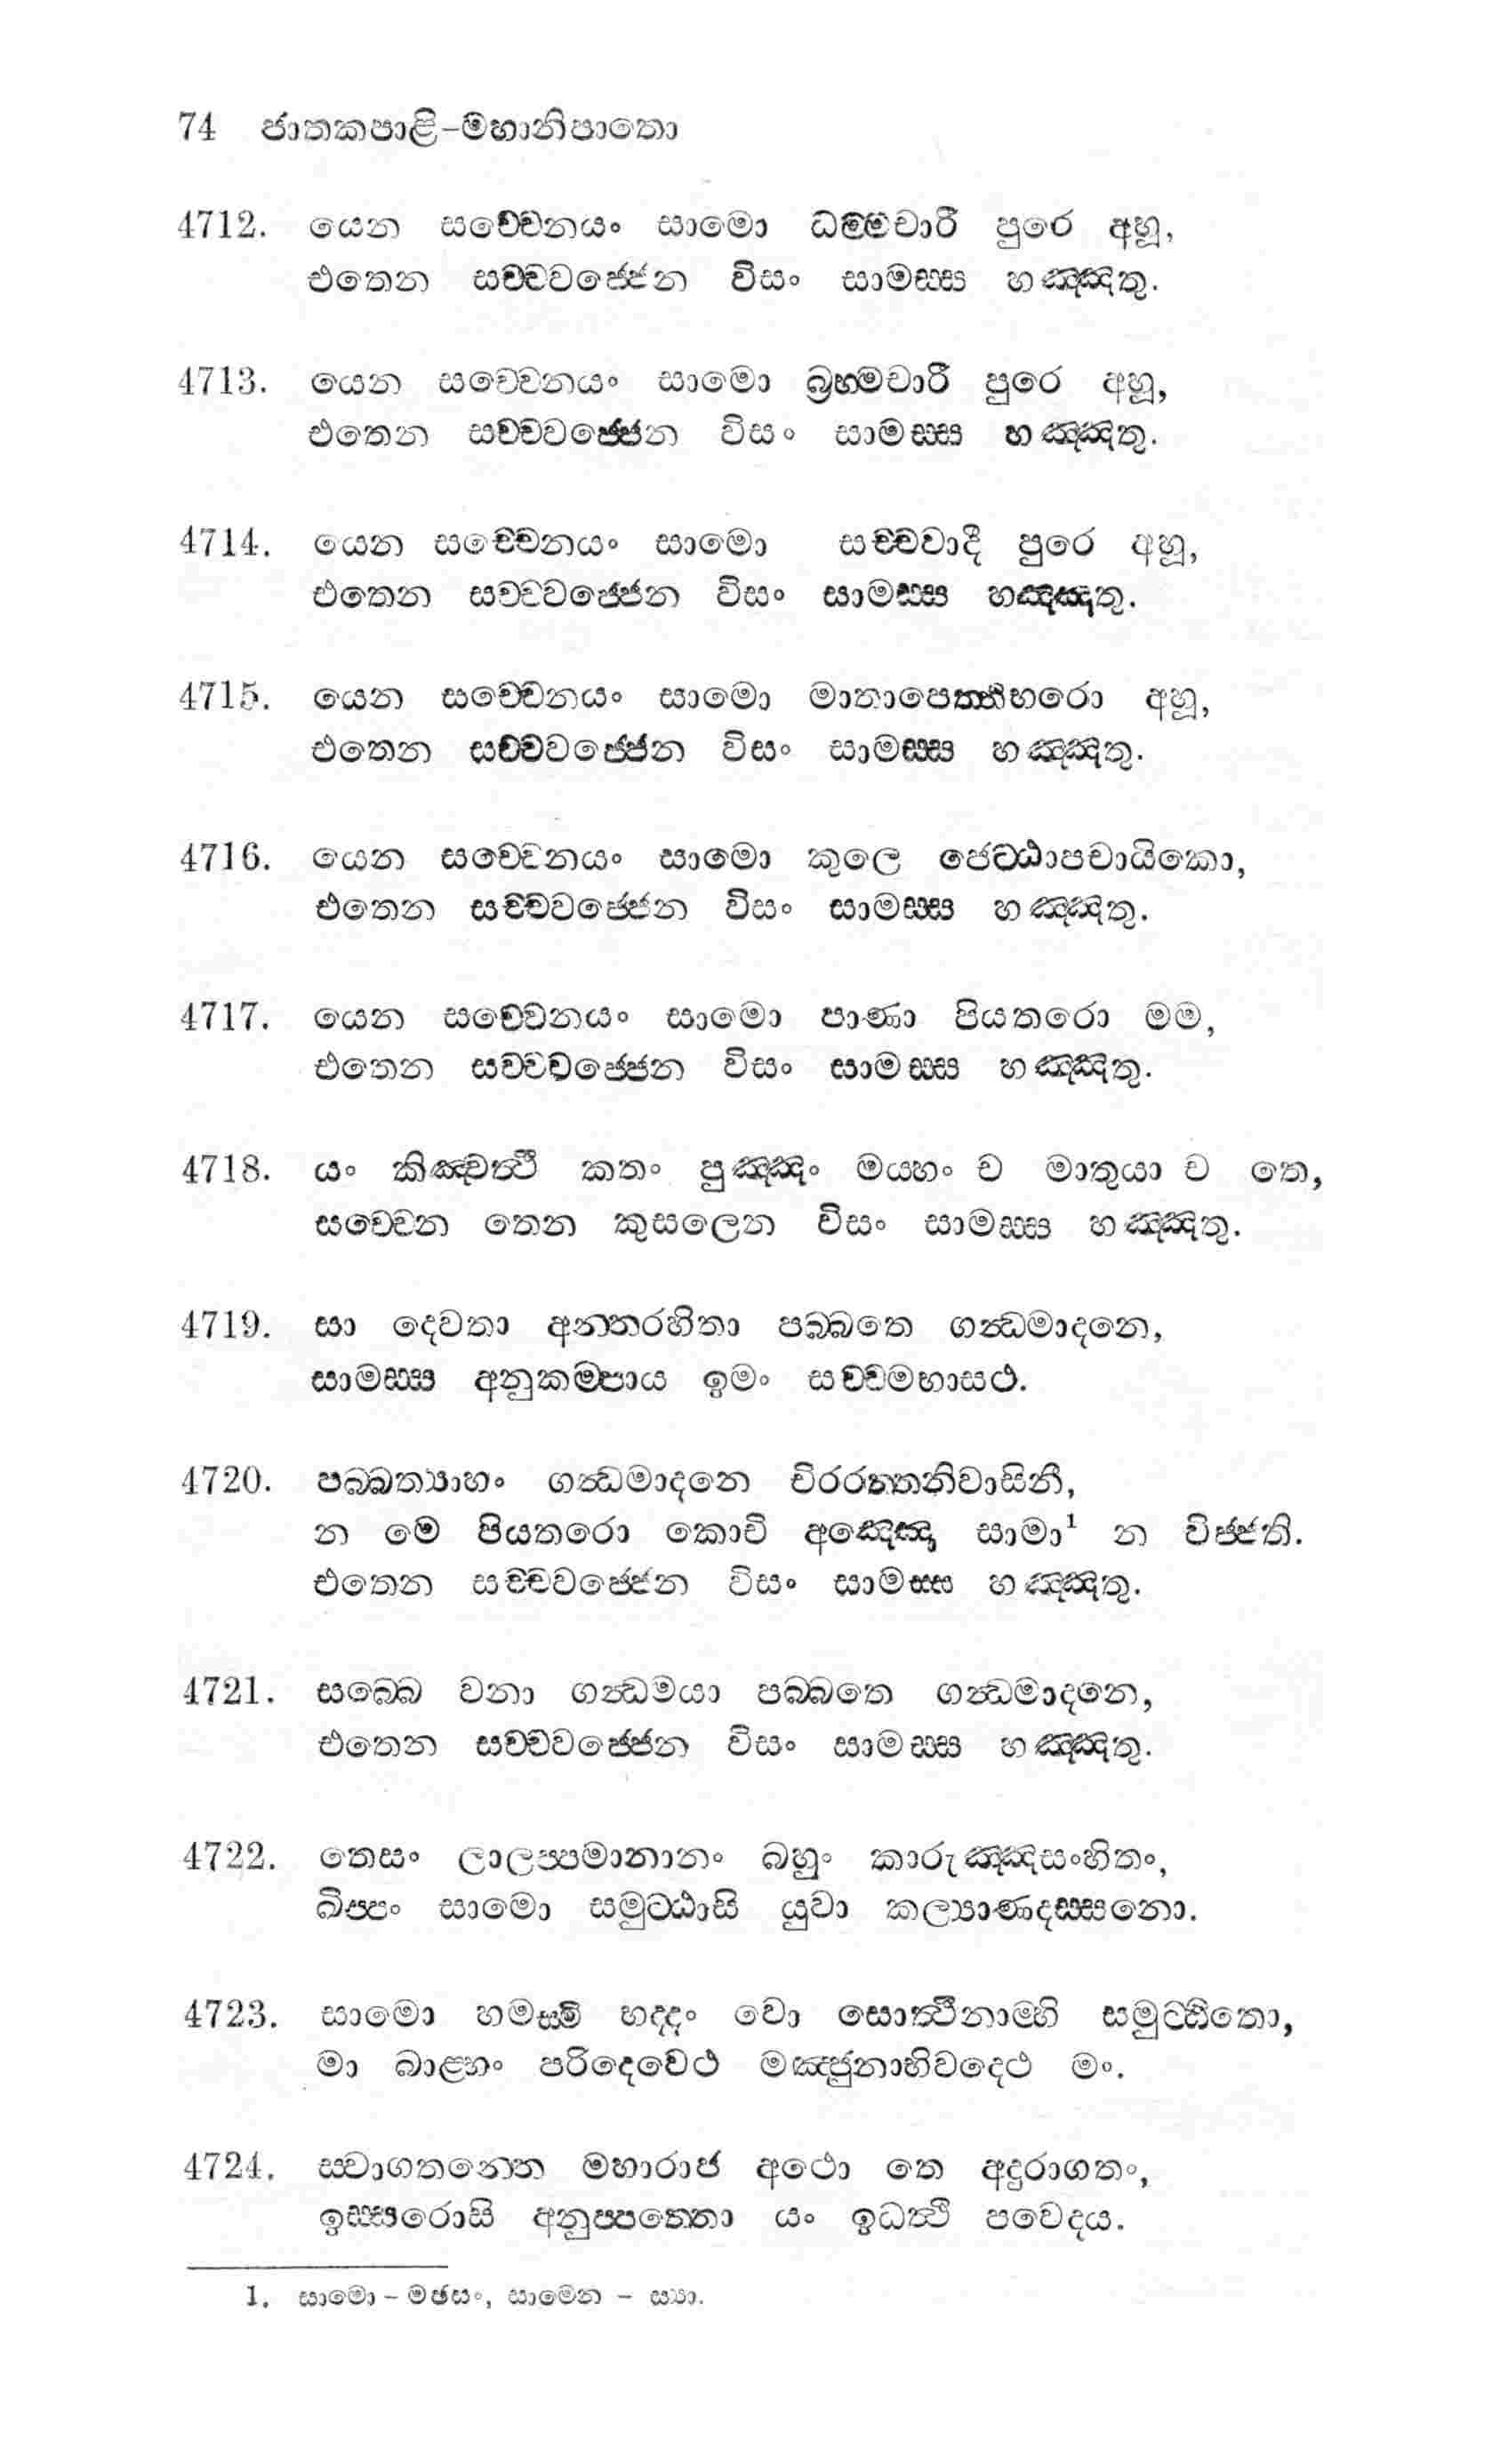 74 ජාතකපාළි-මහානිපාතො
4712. යෙන සච්චෙනයං සාමො ධම්මචාරී පුරෙ අහූ,
එතෙන සච්චවජ්ජෙන විසං සාමස්ස හඤ්ඤතු.
4713. යෙන සච්චෙනයං සාමො බ්‍රහ්මචාරී පුරෙ අහූ,
එතෙන සච්චවජ්ජෙන විසං සාමස්ස හඤ්ඤතු.
4714. යෙන සච්චෙනයං සාමො සච්චවාදී පුරෙ අහූ,
එතෙන සච්චවජ්ජෙන විසං සාමස්ස හඤ්ඤතු.
4715. යෙන සච්චෙනයං සාමො මාතාපෙත්තිභරො අහූ,
එතෙන සච්චවජ්ජෙන විසං සාමස්ස හඤ්ඤතු.
4716. යෙන සච්චෙනයං සාමො කුලෙ ජෙට්ඨාපචායිකො,
එතෙන සච්චවජ්ජෙන විසං සාමස්ස හඤ්ඤතු.
4717. යෙන සච්චෙනයං සාමො පාණා පියතරො මම,
එතෙන සච්චවජ්ජෙන විසං සාමස්ස හඤ්ඤතු.
4718. යං කිඤ්චත්ථි කතං පුඤ්ඤං මය්හං ච මාතුයා ච තෙ,
සච්චෙන තෙන කුසලෙන විසං සාමස්ස හඤ්ඤතු.
4719. සා දෙවතා අන්තරහිතා පබ්බතෙ ගන්ධමාදනෙ,
සාමස්ස අනුකම්පාය ඉමං සච්චමභාසථ.
4720. පබ්බත්‍යාහං ගන්ධමාදනෙ චිරරත්තනිවාසිනී,
න මෙ පියතරො කොචි අඤ්ඤෙ සාමා1 න විජ්ජති.
එතෙන සච්චවජ්ජෙන විසං සාමස්ස හඤ්ඤතු.
4721. සබ්බෙ වනා ගන්ධමයා පබ්බතෙ ගන්ධමාදනෙ,
එතෙන සච්චවජ්ජෙන විසං සාමස්ස හඤ්ඤතු.
4722. තෙසං ලාලප්පමානානං බහුං කාරුඤ්ඤසංහිතං,
ඛිප්පං සාමො සමුට්ඨාසි යුවා කල්‍යාණදස්සනො.
4723. සාමො හමස්මි භද්දං වො සොත්ථිනාම්හි සමුට්ඨිතො,
මා බාළ්හං පරිදෙවෙථ මඤ්ජුනාභිවදෙථ මං.
4724. ස්වාගතන්තෙ මහාරාජ අථො තෙ අදුරාගතං,
ඉස්සරොසි අනුප්පත්තො යං ඉධත්ථි පවෙදය.
1. සාමො - මජසං, සාමෙන - ස්‍යා.